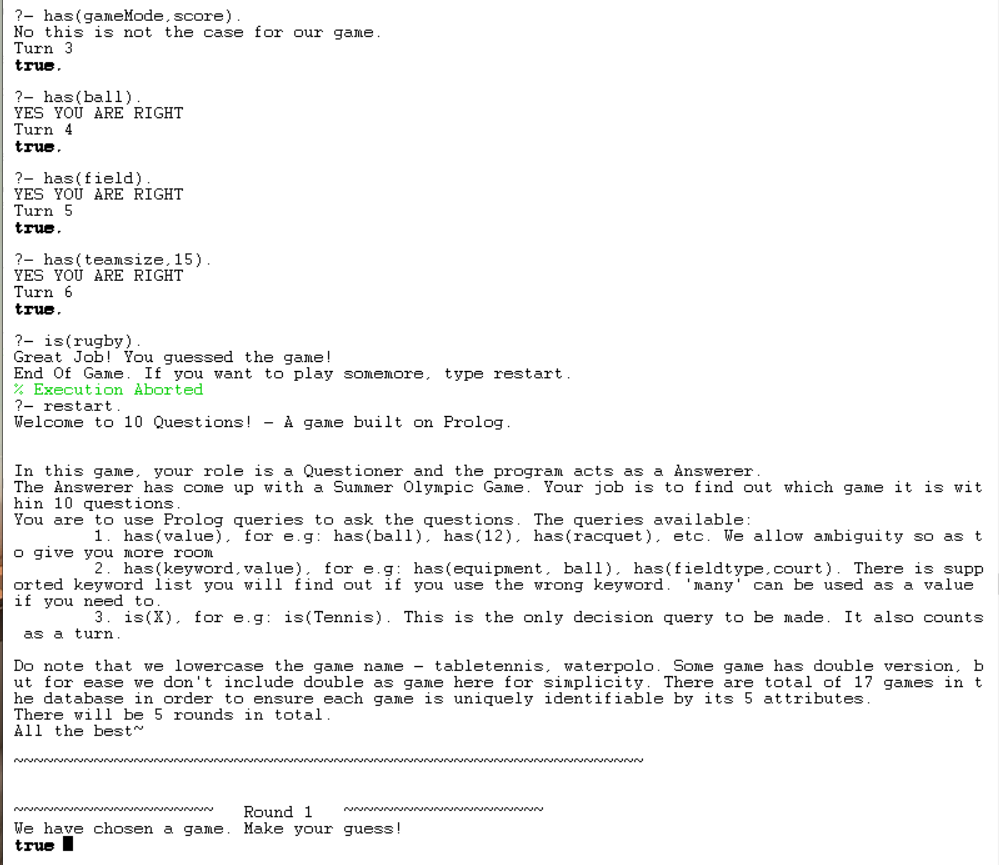 ?- has(gameMode,score).
No this is not the case for our game.
Turn 3
true.
?- has(ball).
YES YOU ARE RIGHT
Turn 4
true.
?- has(field).
YES YOU ARE RIGHT
Turn 5
true.
?- has(teamsize,15).
YES YOU ARE RIGHT
Turn 6
true.
?- is(rugby).
Great Job! You guessed the game!
End Of Game. If you want to play somemore, type restart.
% Execution Aborted
?- restart.
Welcome to 10 Questions! - A game built on Prolog.
In this game, your role is a Questioner and the program acts as a Answerer.
The Answerer has come up with a Summer Olympic Game. Your job is to find out which game it is wit
hin 10 questions.
You are to use Prolog queries to ask the questions. The queries available:
1. has(value), for e.g: has(ball), has(12), has(racquet), etc. We allow ambiguity so as t
o give you more room
2. has(keyword,value), for e.g: has(equipment, ball), has(fieldtype,court). There is supp
orted keyword list you will find out if you use the wrong keyword. 'many' can be used as a value
if you need to.
3. is(X), for e.g: is(Tennis). This is the only decision query to be made. It also counts
as a turn.
Do note that we lowercase the game name - tabletennis, waterpolo. Some game has double version, b
ut for ease we don't include double as game here for simplicity. There are total of 17 games in t
he database in order to ensure each game is uniquely identifiable by its 5 attributes.
There will be 5 rounds in total.
All the best~
~~~~~~~~~~~~~~~~~~~~~~~~~~~~~~~~~~~~~~~~~~~~~~~~~~~~~~~~~~~~~~~
~~~~~~~~~~~~~~~~~~~~ Round 1 ~~~~~~~~~~~~~~~~~~~~
We have chosen a game. Make your guess!
true